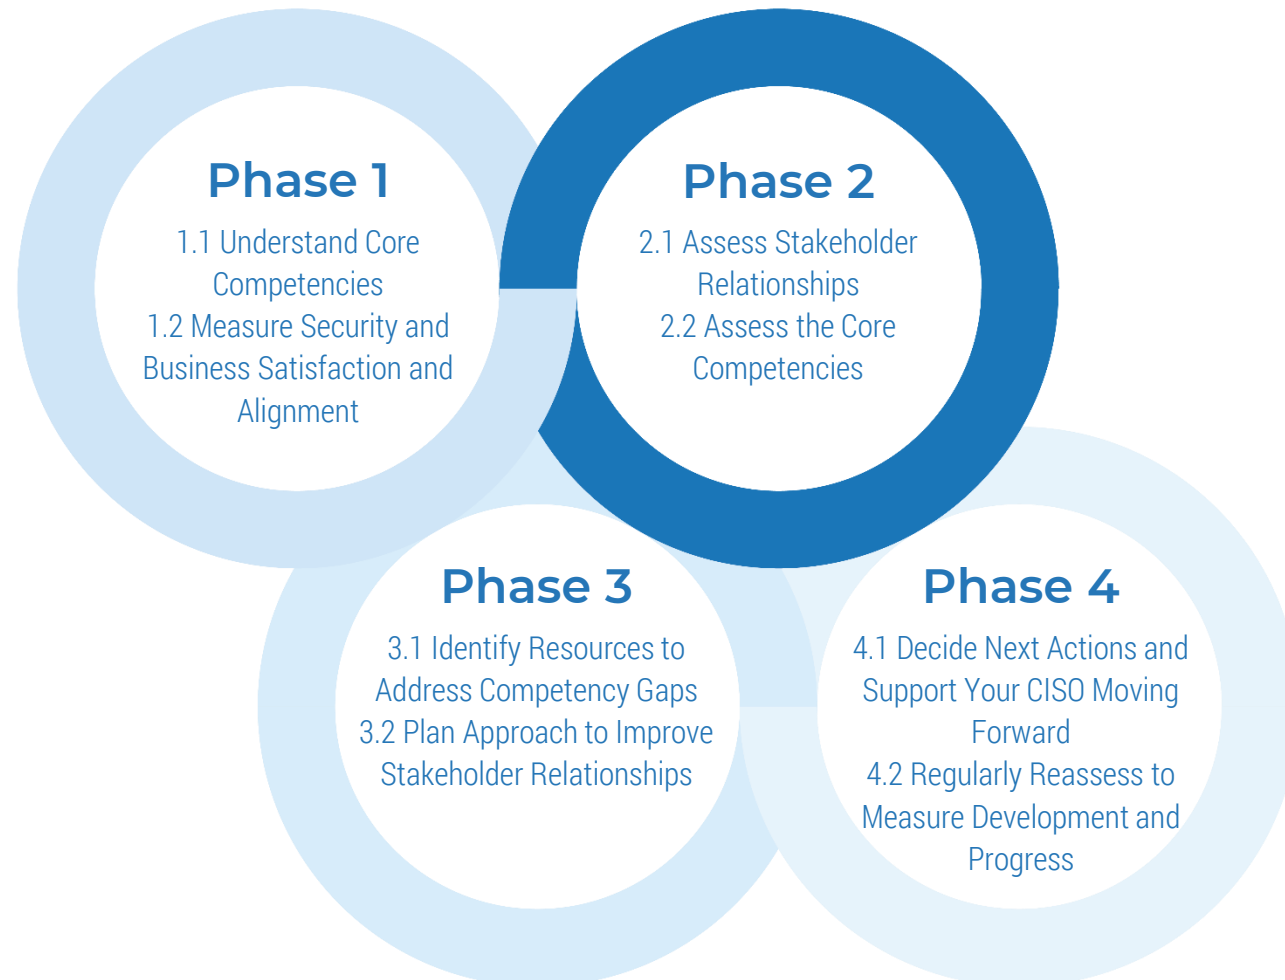 Phase 1
1.1 Understand Core
Competencies
1.2 Measure Security and
Business Satisfaction and
Alignment
Phase 2
2.1 Assess Stakeholder
Relationships
2.2 Assess the Core
Competencies
Phase 3
3.1 Identify Resources to
Address Competency Gaps
3.2 Plan Approach to Improve
Stakeholder Relationships
Phase 4
4.1 Decide Next Actions and
Support Your CISO Moving
Forward
4.2 Regularly Reassess to
Measure Development and
Progress